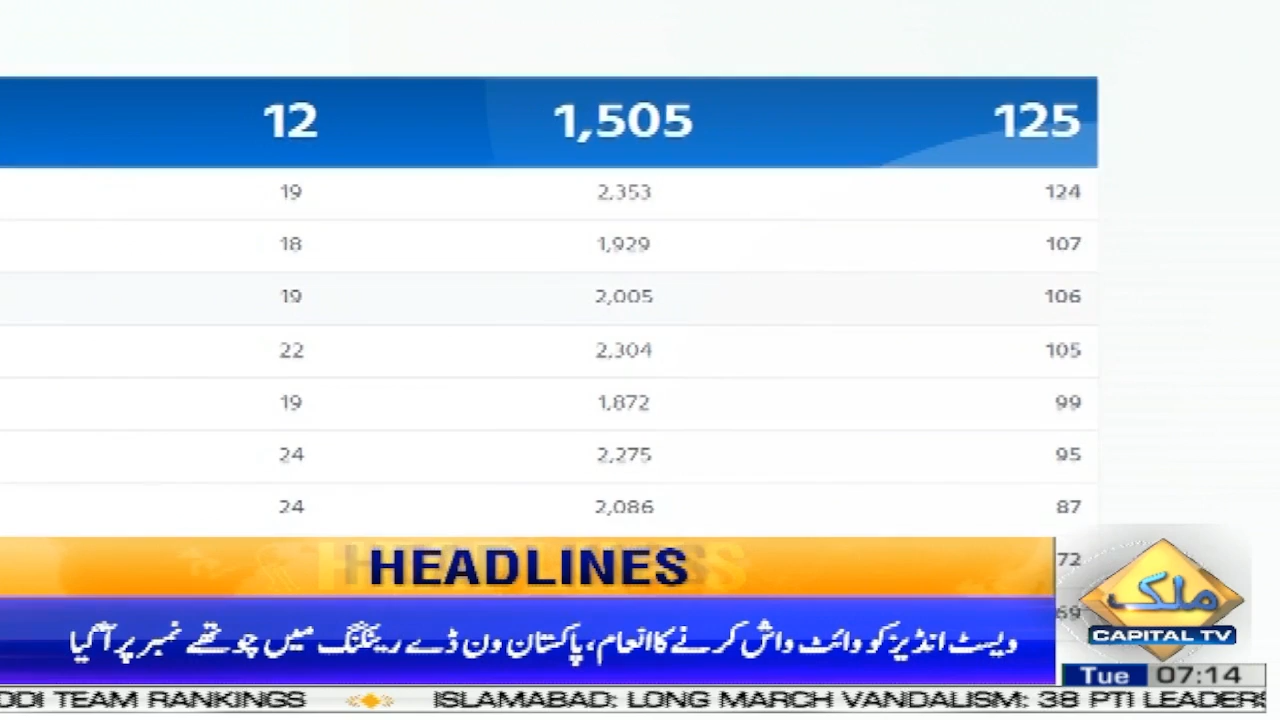 12 1,505 125
19 2,353 124
18 1,929 107
19 2,005 106
22 2,304 105
19 1,872 99
24 2,275 95
24 2,086 87
72
69
HEADLINES
ویسٹ انڈیز کو وائٹ واش کرنے کا انعام، پاکستان ون ڈے رینکنگ میں چوتھے نمبر پر آگیا
ملک
CAPITAL TV
Tue 07:14
ODI TEAM RANKINGS ISLAMABAD: LONG MARCH VANDALISM: 38 PTI LEADERS